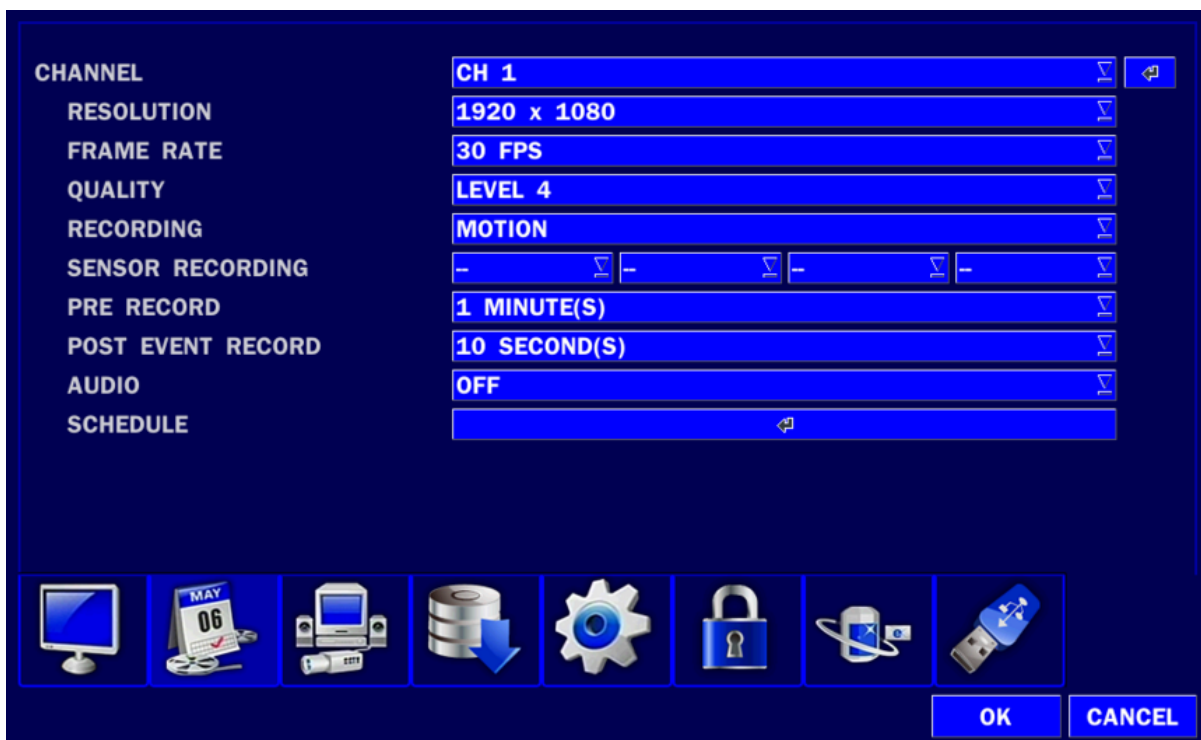 CHANNEL CH 1
RESOLUTION 1920 x 1080
FRAME RATE 30 FPS
QUALITY LEVEL 4
RECORDING MOTION
SENSOR RECORDING -- -- -- --
PRE RECORD 1 MINUTE(S)
POST EVENT RECORD 10 SECOND(S)
AUDIO OFF
SCHEDULE
MAY
06
CCTV
e
OK CANCEL